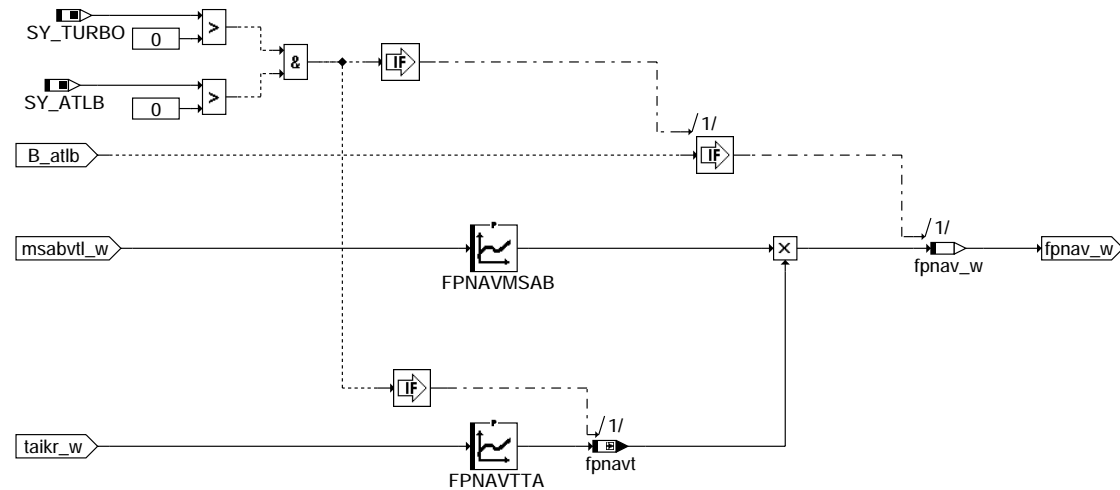 SY_TURBO
0
>
&
IF
SY_ATLB
0
>
/1/
B_atlb
IF
/1/
msabvtl_w
P
FPNAVMSAB
×
fpnav_w
fpnav_w
IF
/1/
taikr_w
P
FPNAVTTA
fpnavt